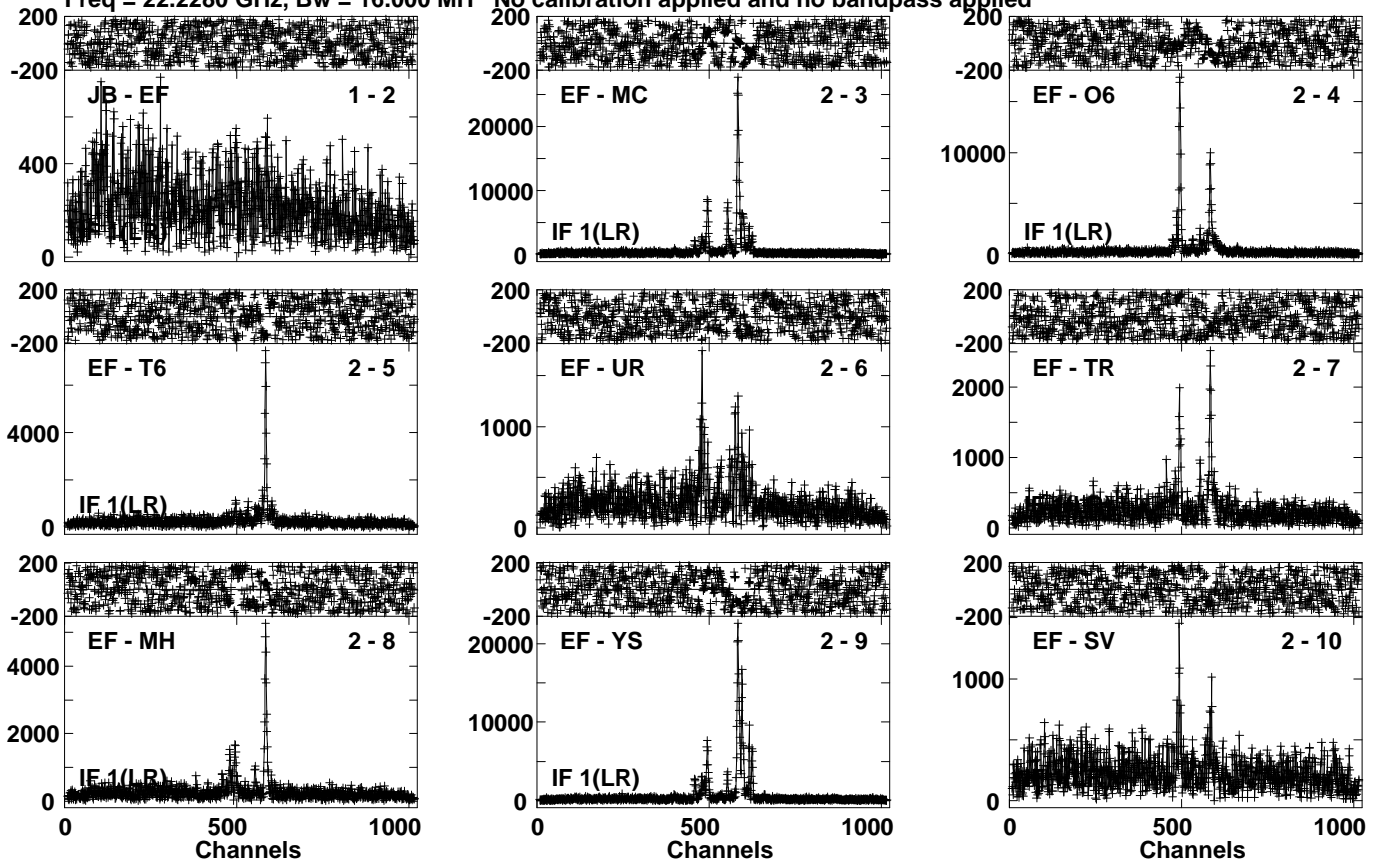 Freq = 22.2280 GHz, Bw = 16.000 MH No calibration applied and no bandpass applied
200
-200
JB - EF 1 - 2
400
IF 1(LR)
0
200
-200
EF - MC 2 - 3
20000
10000
IF 1(LR)
0
200
-200
EF - O6 2 - 4
10000
IF 1(LR)
0
200
-200
EF - T6 2 - 5
4000
IF 1(LR)
0
200
-200
EF - UR 2 - 6
1000
0
200
-200
EF - TR 2 - 7
2000
1000
0
200
-200
EF - MH 2 - 8
4000
2000
IF 1(LR)
0
0 500 1000
Channels
200
-200
EF - YS 2 - 9
20000
10000
IF 1(LR)
0
0 500 1000
Channels
200
-200
EF - SV 2 - 10
1000
0
0 500 1000
Channels